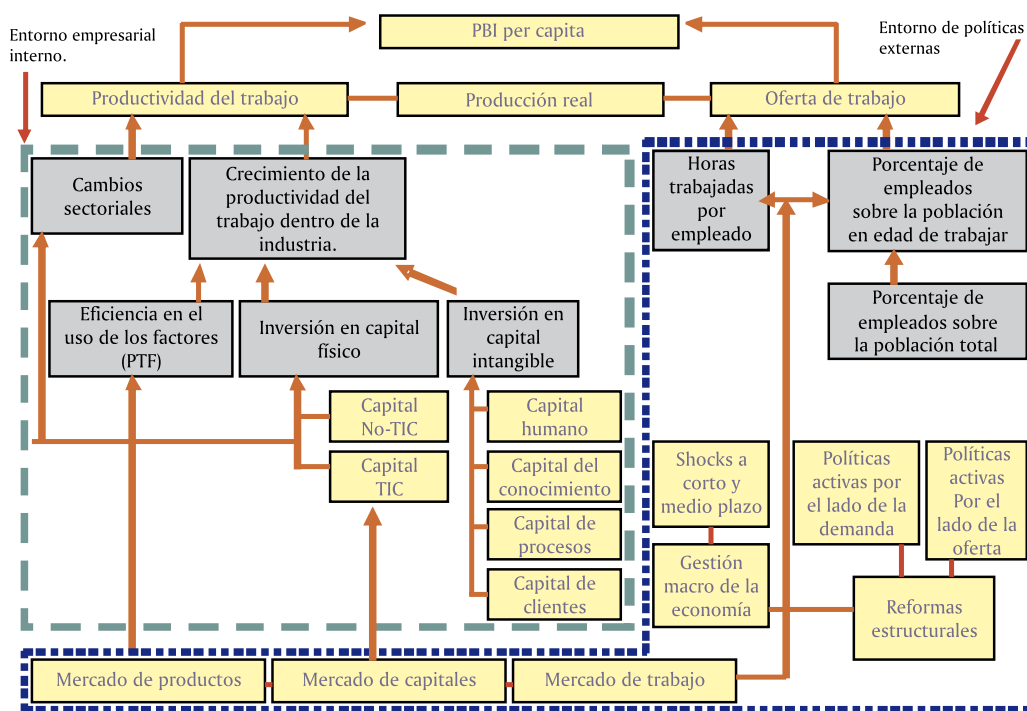 PBI per capita
Entorno empresarial
interno.
Entorno de políticas
externas
Productividad del trabajo
Producción real
Oferta de trabajo
Cambios
sectoriales
Crecimiento de la
productividad del
trabajo dentro de la
industria.
Horas
trabajadas
por
empleado
Porcentaje de
empleados
sobre la población
en edad de trabajar
Eficiencia en el
uso de los factores
(PTF)
Inversión en capital
físico
Inversión en
capital
intangible
Porcentaje de
empleados sobre
la población total
Capital
No-TIC
Capital
TIC
Capital
humano
Capital del
conocimiento
Capital de
procesos
Capital de
clientes
Shocks a
corto y
medio plazo
Políticas
activas por
el lado de la
demanda
Políticas
activas
Por el
lado de la
oferta
Gestión
macro de la
economía
Reformas
estructurales
Mercado de productos
Mercado de capitales
Mercado de trabajo